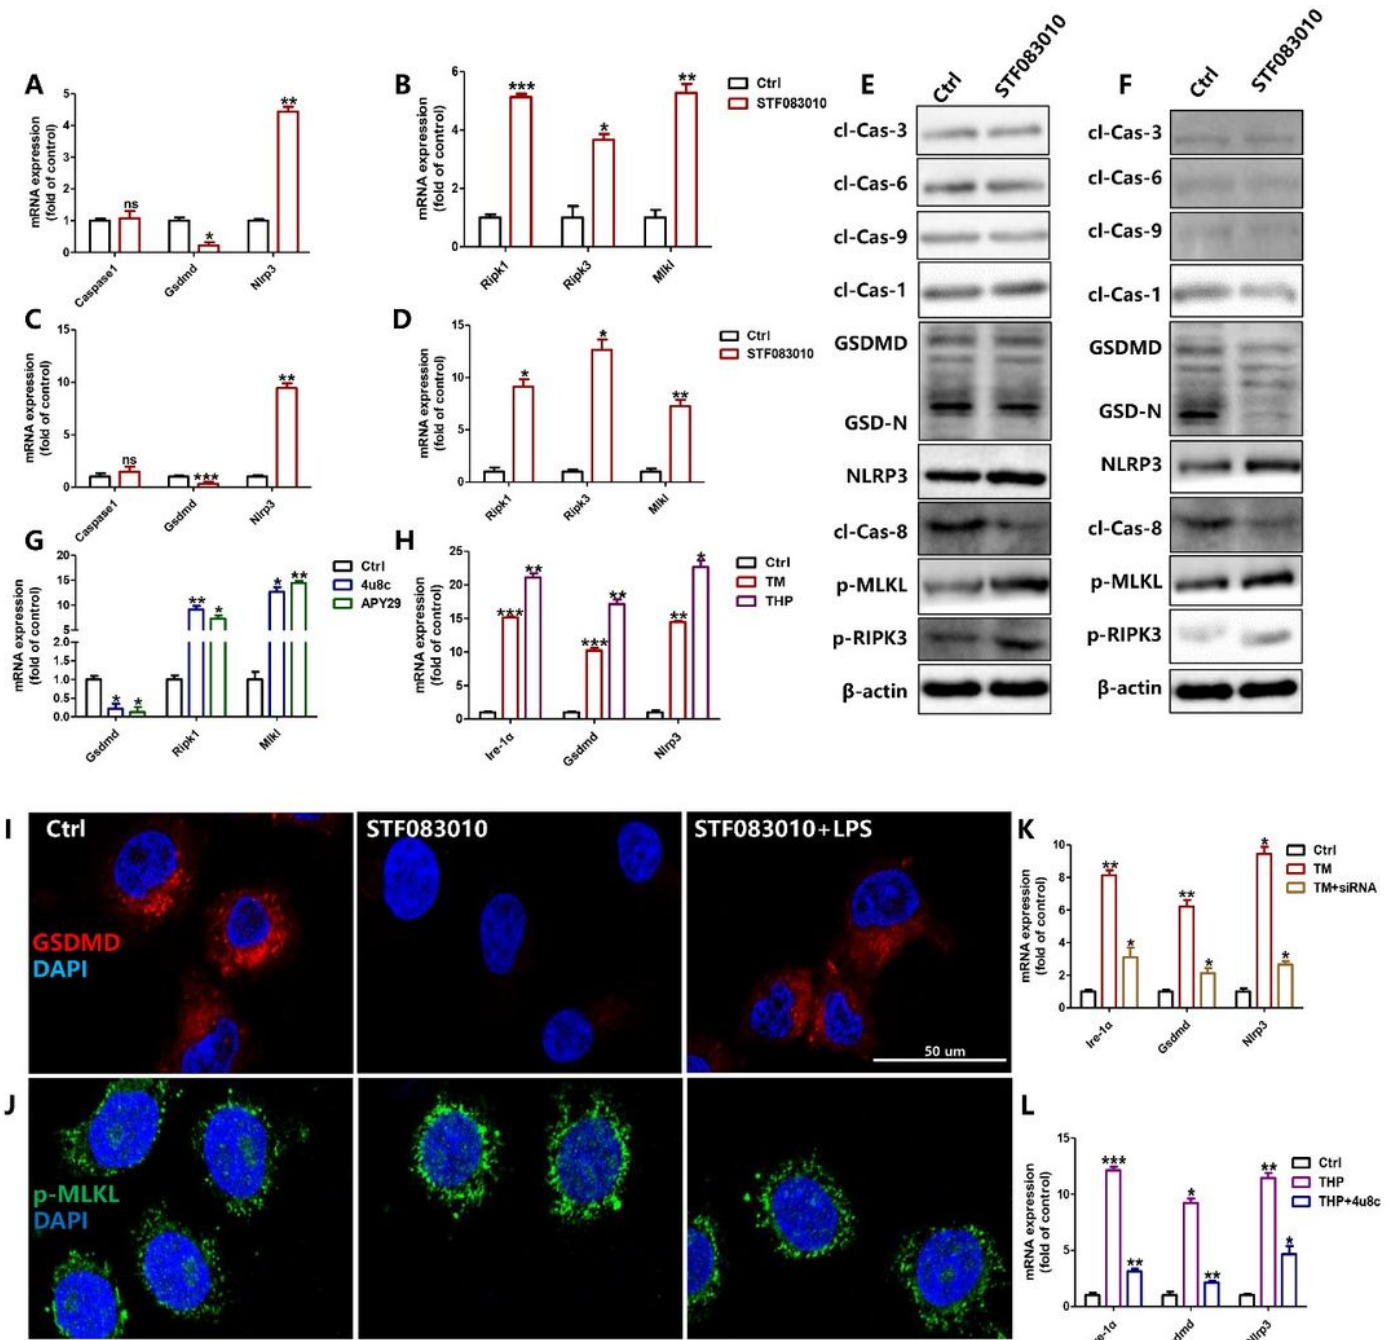 A
mRNA expression
(fold of control)
5
4
3
2
1
0
ns
*
**
Caspase1
Gsdmd
Nlrp3
B
mRNA expression
(fold of control)
6
4
2
0
***
*
**
Ripk1
Ripk3
Mlkl
Ctrl
STF083010
C
mRNA expression
(fold of control)
15
10
5
0
ns
***
**
Caspase1
Gsdmd
Nlrp3
D
mRNA expression
(fold of control)
15
10
5
0
*
*
**
Ripk1
Ripk3
Mlkl
Ctrl
STF083010
E
Ctrl
STF083010
cl-Cas-3
cl-Cas-6
cl-Cas-9
cl-Cas-1
GSDMD
GSD-N
NLRP3
cl-Cas-8
p-MLKL
p-RIPK3
β-actin
F
Ctrl
STF083010
cl-Cas-3
cl-Cas-6
cl-Cas-9
cl-Cas-1
GSDMD
GSD-N
NLRP3
cl-Cas-8
p-MLKL
p-RIPK3
β-actin
G
mRNA expression
(fold of control)
20
15
10
5
2.0
1.5
1.0
0.5
0.0
*
*
**
*
*
**
Gsdmd
Ripk1
Mlkl
Ctrl
4u8c
APY29
H
mRNA expression
(fold of control)
25
20
15
10
5
0
***
**
***
**
**
*
Ire-1α
Gsdmd
Nlrp3
Ctrl
TM
THP
I
Ctrl
GSDMD
DAPI
STF083010
STF083010+LPS
50 um
J
p-MLKL
DAPI
K
mRNA expression
(fold of control)
10
8
6
4
2
0
**
*
**
*
*
*
Ire-1α
Gsdmd
Nlrp3
Ctrl
TM
TM+siRNA
L
mRNA expression
(fold of control)
15
10
5
0
***
**
*
**
**
*
Ctrl
THP
THP+4u8c